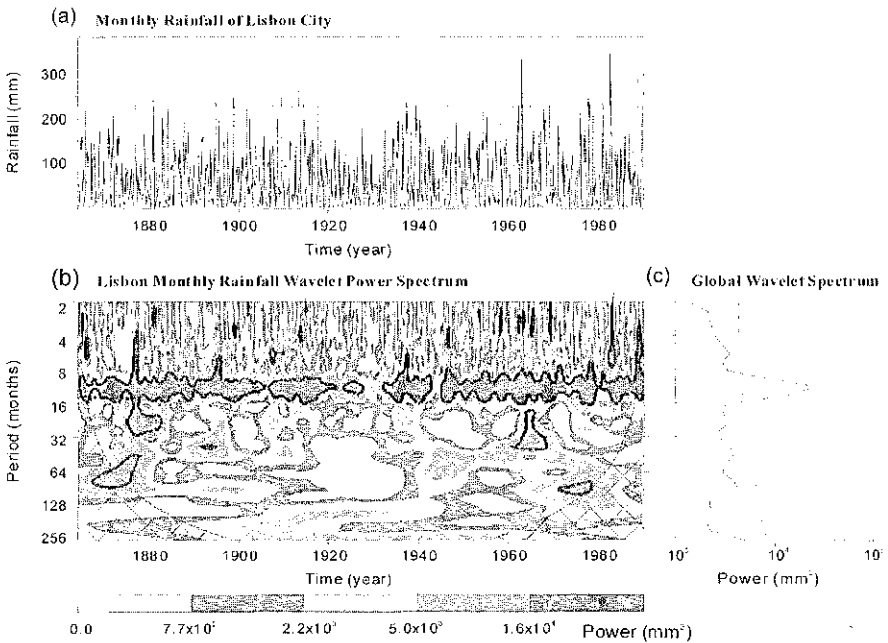 (a) Monthly Rainfall of Lisbon City
300
200
100
Rainfall (mm)
1880 1900 1920 1940 1960 1980
Time (year)
(b) Lisbon Monthly Rainfall Wavelet Power Spectrum
(c) Global Wavelet Spectrum
2
4
8
16
32
64
128
256
Period (months)
1880 1900 1920 1940 1960 1980
Time (year)
10⁴
Power (mm²)
0.0 2.2x10³ 5.0x10³ 1.6x10⁴ Power (mm²)